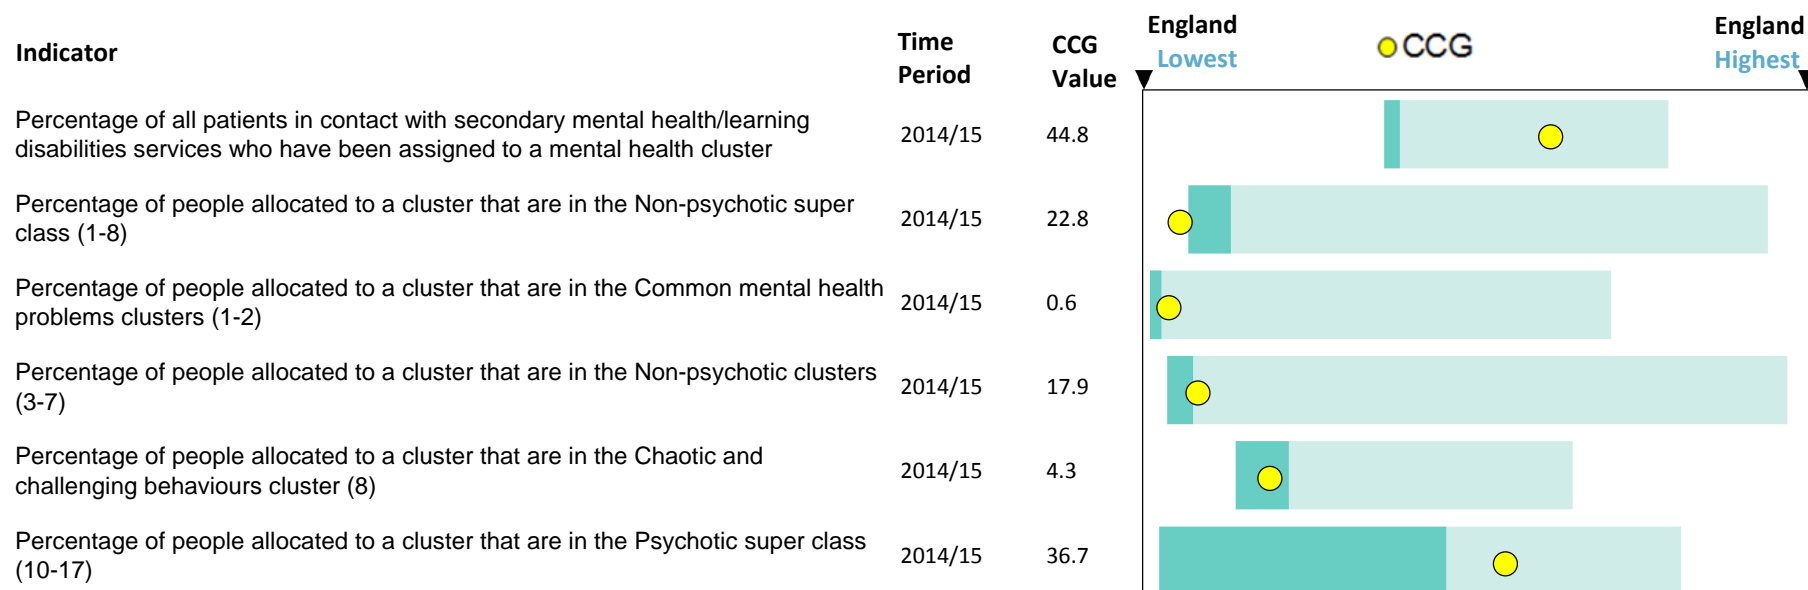 Indicator
Time
Period
CCG
Value
England
Lowest
CCG
England
Highest
Percentage of all patients in contact with secondary mental health/learning
disabilities services who have been assigned to a mental health cluster
2014/15
44.8
Percentage of people allocated to a cluster that are in the Non-psychotic super
class (1-8)
2014/15
22.8
Percentage of people allocated to a cluster that are in the Common mental health
problems clusters (1-2)
2014/15
0.6
Percentage of people allocated to a cluster that are in the Non-psychotic clusters
(3-7)
2014/15
17.9
Percentage of people allocated to a cluster that are in the Chaotic and
challenging behaviours cluster (8)
2014/15
4.3
Percentage of people allocated to a cluster that are in the Psychotic super class
(10-17)
2014/15
36.7